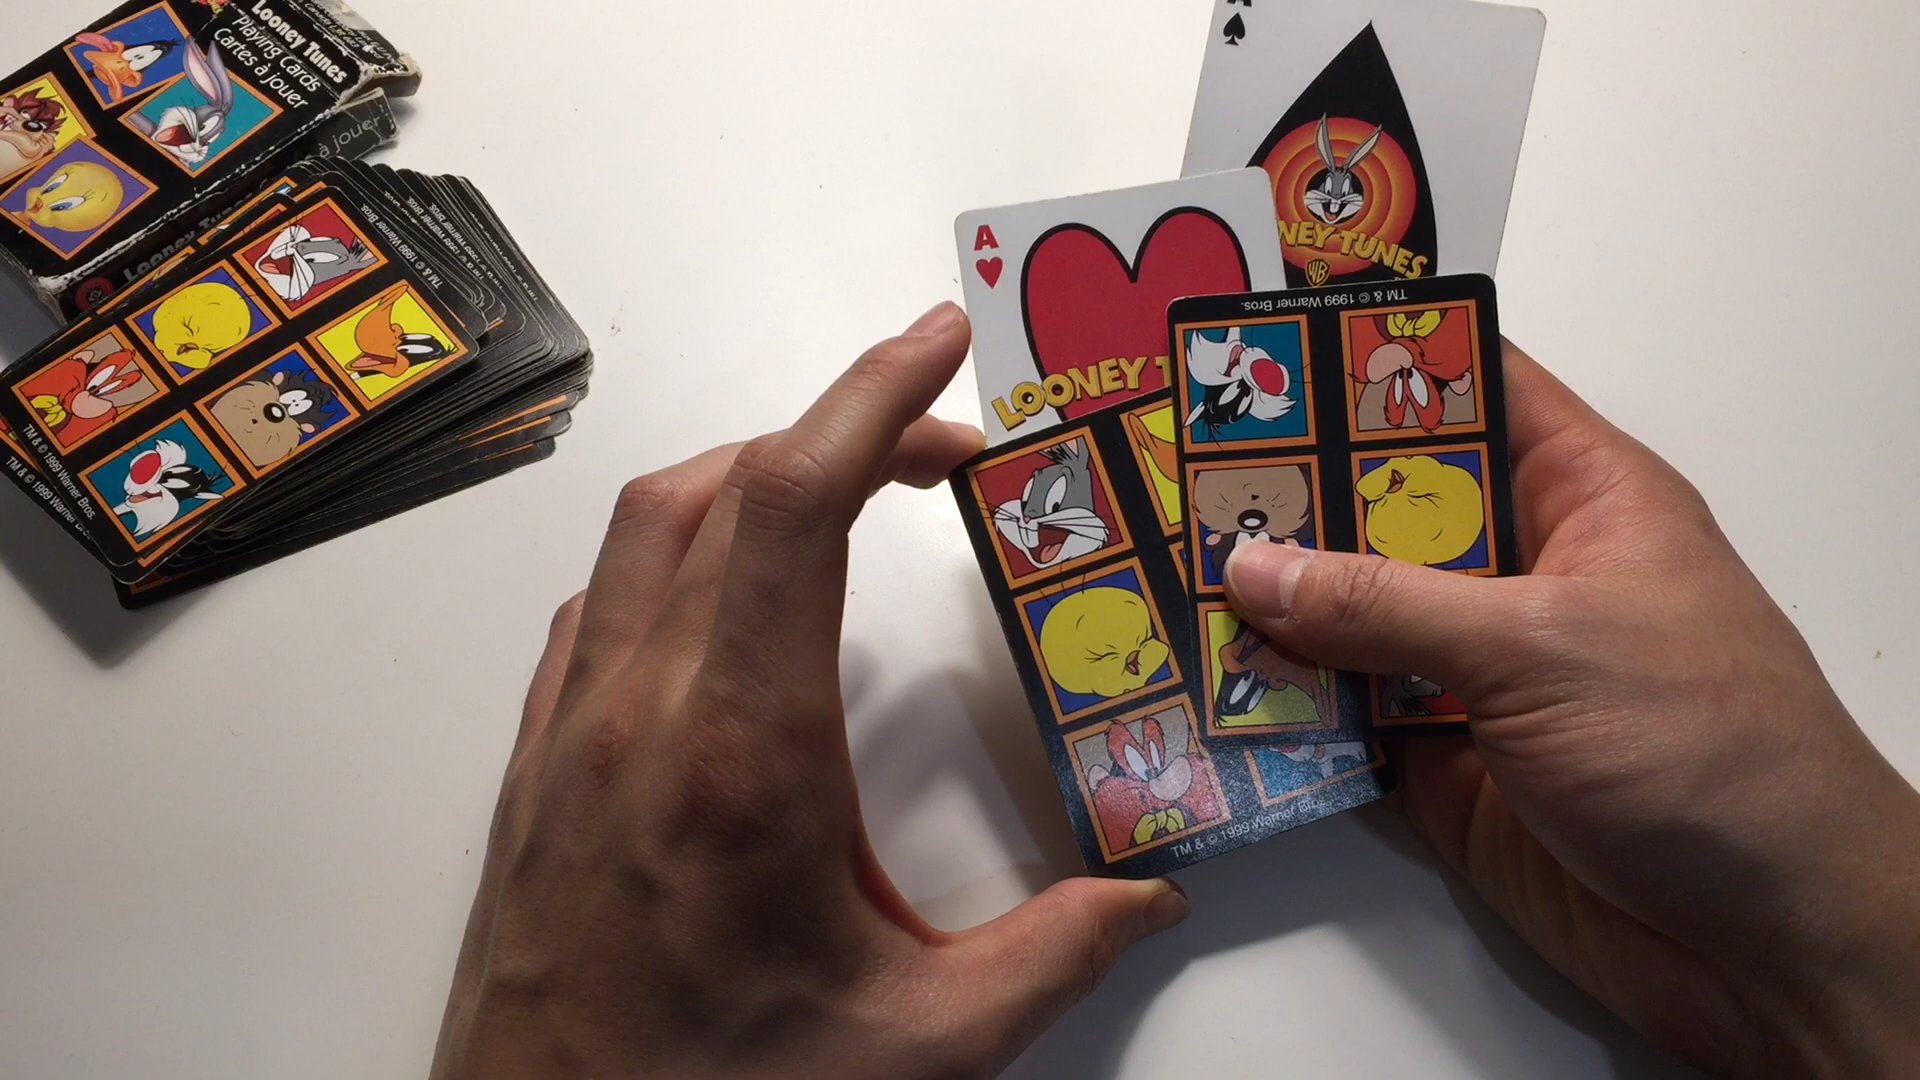 Looney Tunes
Playing Cards
Cartes à jouer
à jouer
Looney Tunes
TM & © 1999 Warner Bros.
TM & © 1999 Warner Bros.
TM & © 1999 Warner Bros.
A
A
NEY TUNES
WB
LOONEY T
TM & © 1999 Warner Bros.
TM & © 1999 Warner Bros.